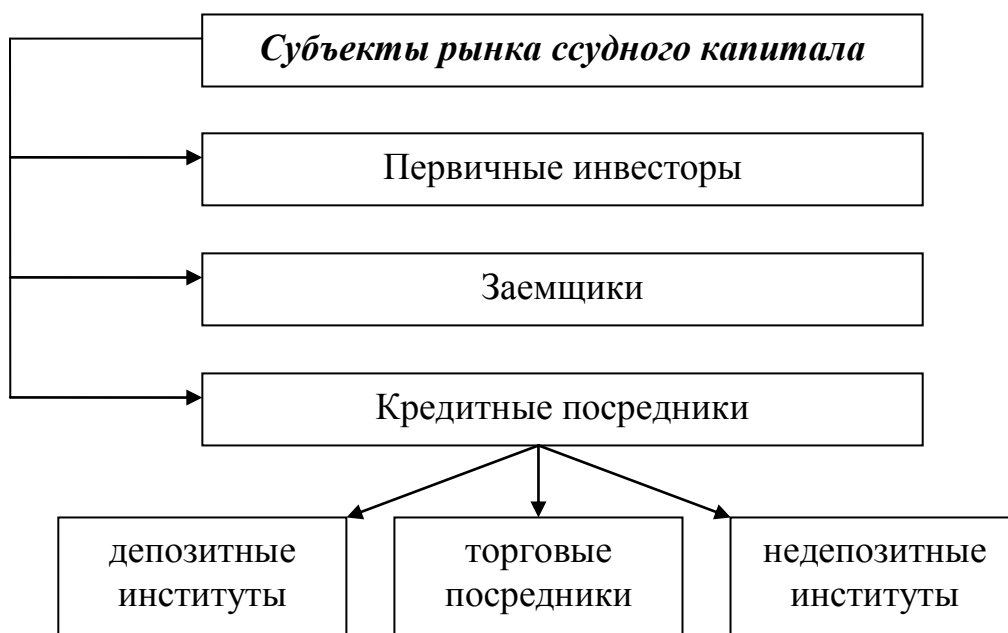 Субъекты рынка ссудного капитала
Первичные инвесторы
Заемщики
Кредитные посредники
депозитные
институты
торговые
посредники
недепозитные
институты